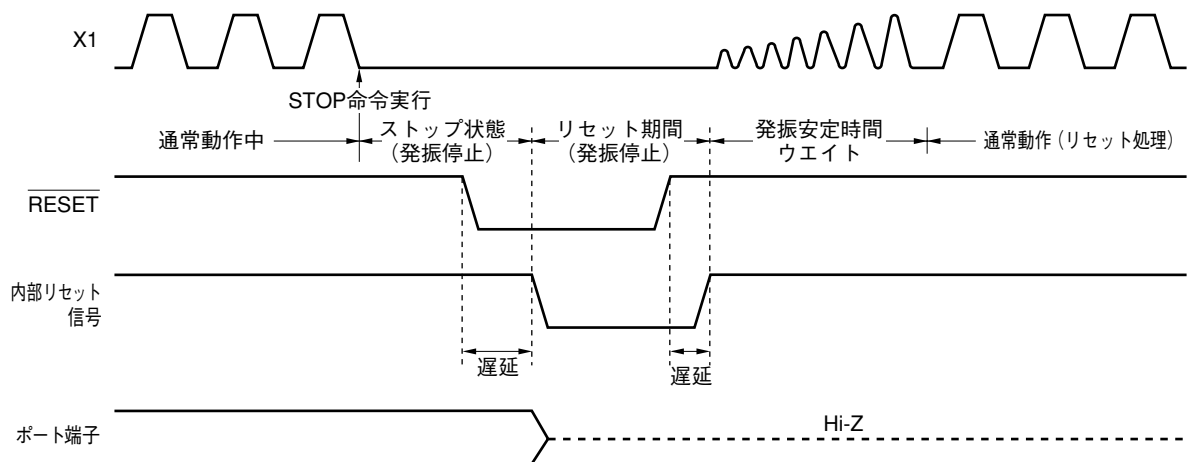 X1
STOP命令実行
通常動作中
ストップ状態
(発振停止)
リセット期間
(発振停止)
発振安定時間
ウエイト
通常動作(リセット処理)
RESET
内部リセット
信号
遅延
遅延
ポート端子
Hi-Z